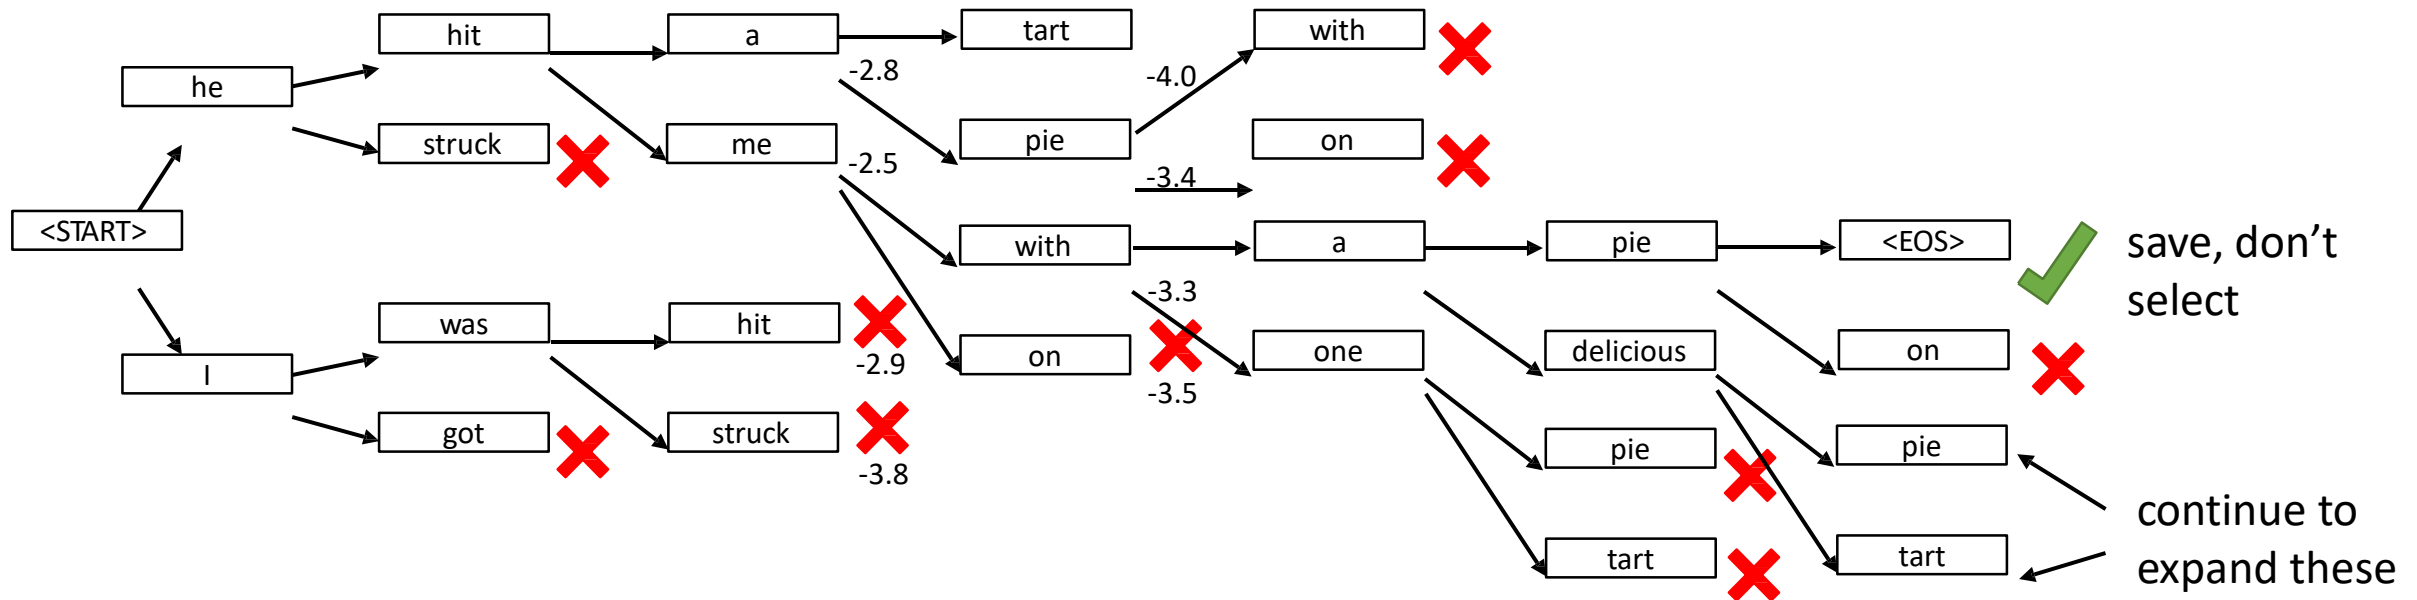 hit
a
tart
with
he
-2.8
-4.0
struck
me
pie
on
-2.5
-3.4
<START>
with
a
pie
<EOS>
save, don't
select
-3.3
was
hit
on
one
delicious
on
-2.9
I
-3.5
got
struck
pie
pie
-3.8
continue to
expand these
tart
tart